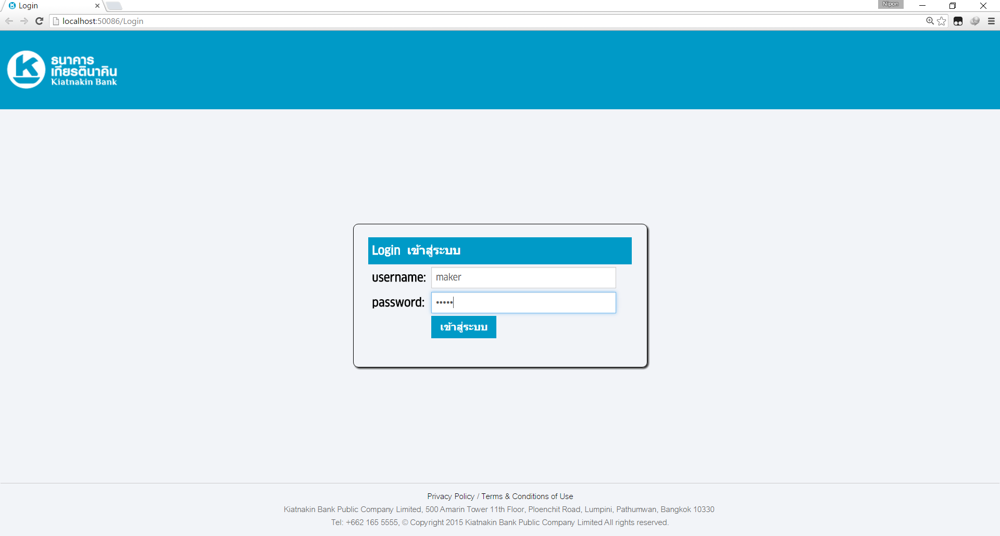 Login
Nipon
localhost:50086/Login
ธนาคาร
เกียรตินาคิน
Kiatnakin Bank
Login เข้าสู่ระบบ
username: maker
password: •••••
เข้าสู่ระบบ
Privacy Policy / Terms & Conditions of Use
Kiatnakin Bank Public Company Limited, 500 Amarin Tower 11th Floor, Ploenchit Road, Lumpini, Pathumwan, Bangkok 10330
Tel: +662 165 5555, © Copyright 2015 Kiatnakin Bank Public Company Limited All rights reserved.